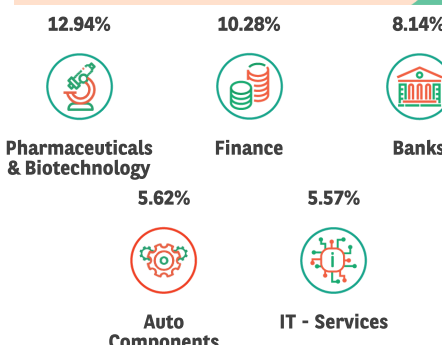 12.94% 10.28% 8.14%
Pharmaceuticals Finance Banks
& Biotechnology
5.62% 5.57%
Auto IT - Services
Components